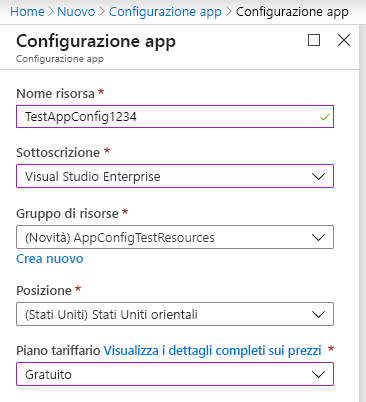 Home > Nuovo > Configurazione app > Configurazione app
Configurazione app
Configurazione app
Nome risorsa *
TestAppConfig1234
Sottoscrizione *
Visual Studio Enterprise
Gruppo di risorse *
(Novità) AppConfigTestResources
Crea nuovo
Posizione *
(Stati Uniti) Stati Uniti orientali
Piano tariffario Visualizza i dettagli completi sui prezzi *
Gratuito